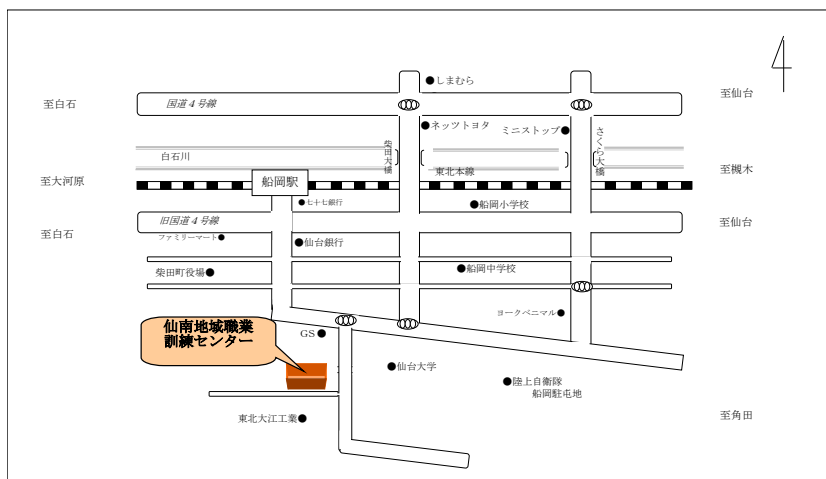 しまむら
至白石
国道４号線
至仙台
ネッツトヨタ
ミニストップ
柴田大橋
さくら大橋
白石川
東北本線
至槻木
至大河原
船岡駅
七十七銀行
船岡小学校
旧国道４号線
至仙台
至白石
ファミリーマート
仙台銀行
柴田町役場
船岡中学校
ヨークベニマル
仙南地域職業
訓練センター
GS
仙台大学
陸上自衛隊
船岡駐屯地
東北大江工業
至角田
4